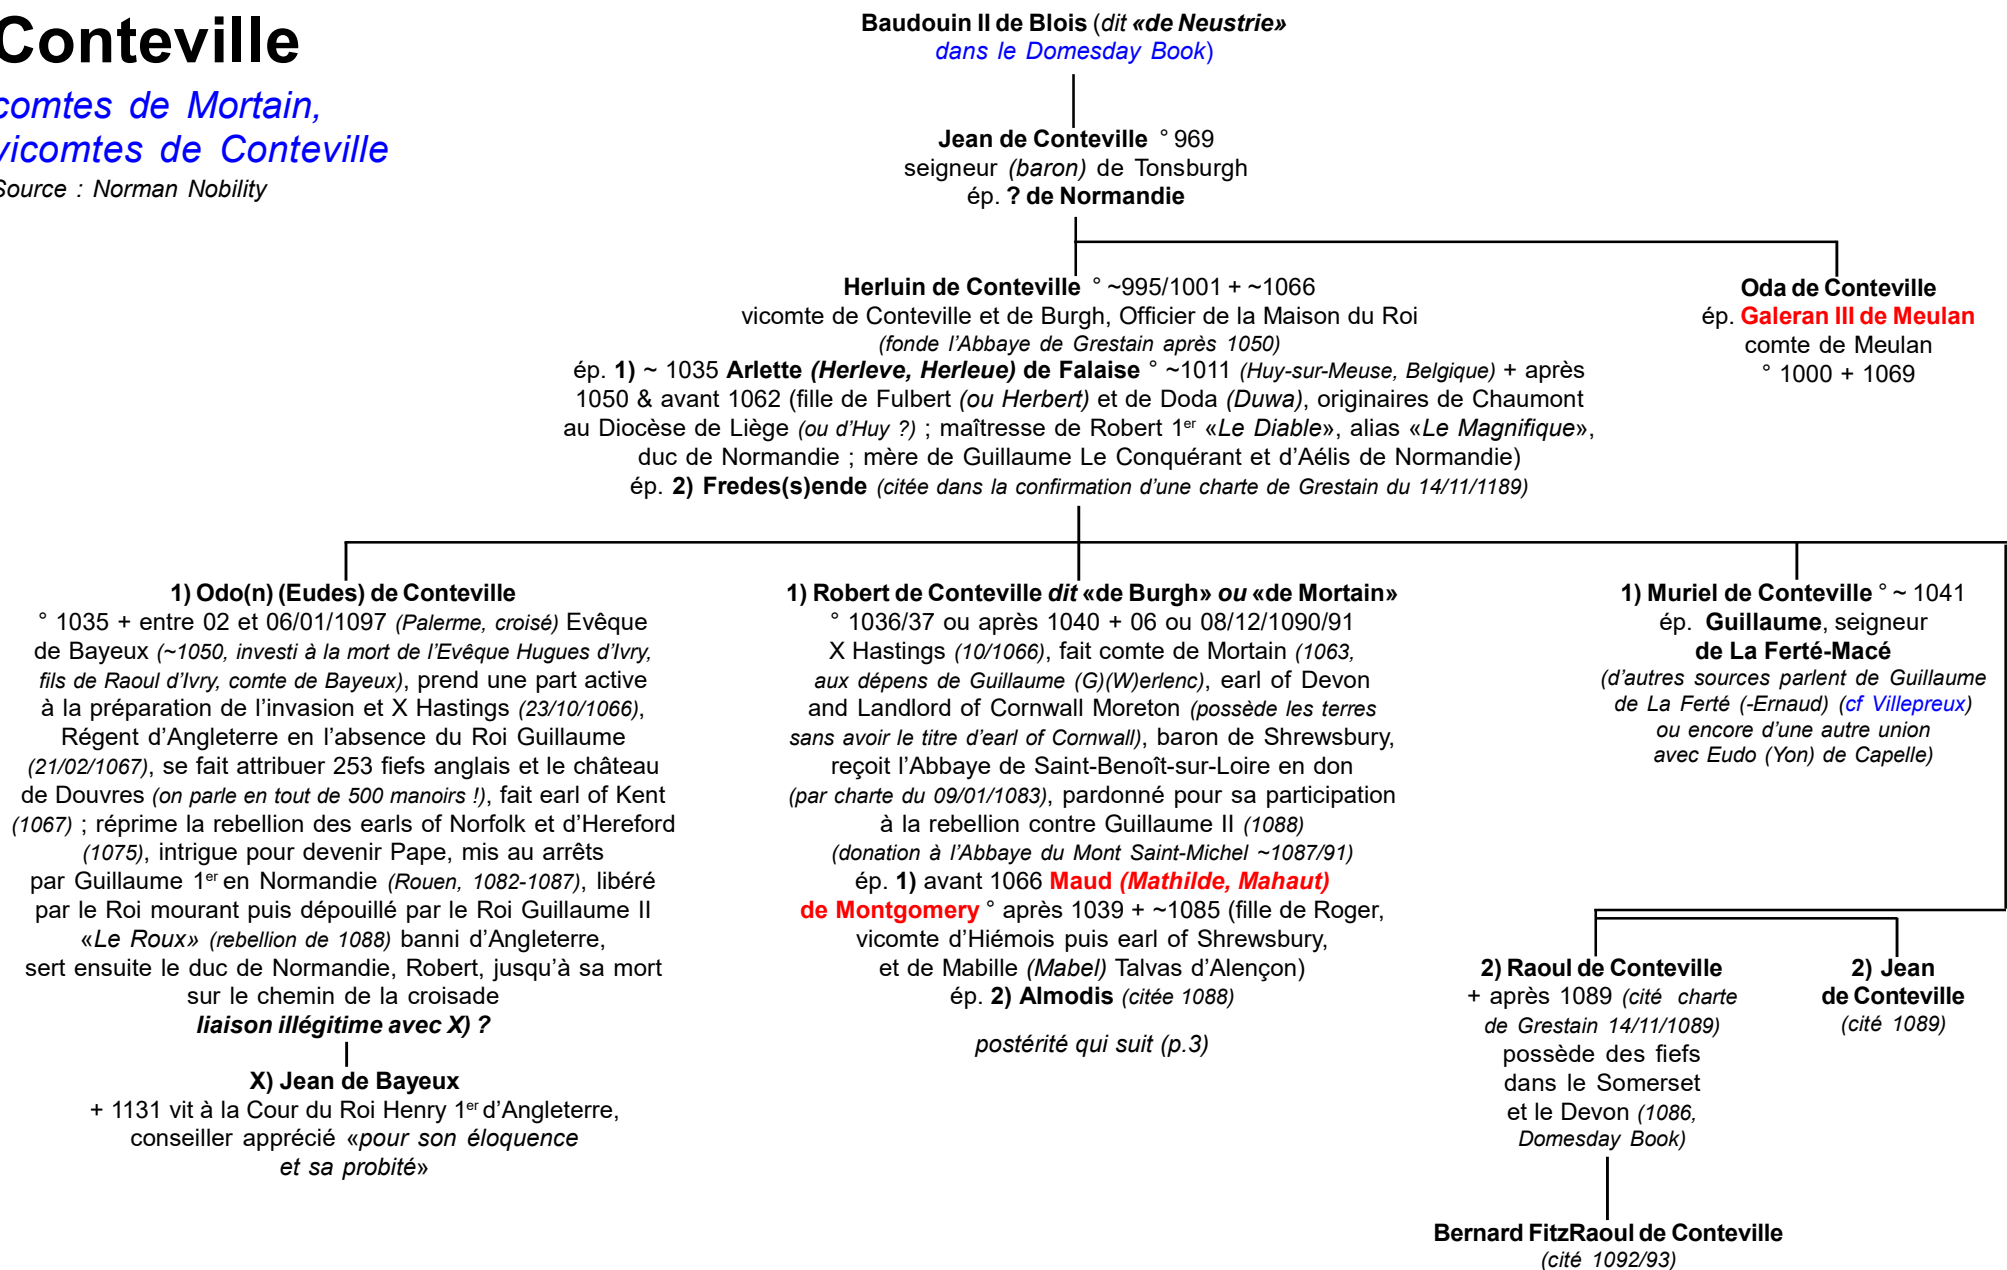 Conteville
comtes de Mortain,
vicomtes de Conteville
Source : Norman Nobility
Baudouin II de Blois (dit «de Neustrie»
dans le Domesday Book)
Jean de Conteville ° 969
seigneur (baron) de Tonsburgh
ép. ? de Normandie
Herluin de Conteville ° ~995/1001 + ~1066
vicomte de Conteville et de Burgh, Officier de la Maison du Roi
(fonde l'Abbaye de Grestain après 1050)
ép. 1) ~ 1035 Arlette (Herleve, Herleue) de Falaise ° ~1011 (Huy-sur-Meuse, Belgique) + après
1050 & avant 1062 (fille de Fulbert (ou Herbert) et de Doda (Duwa), originaires de Chaumont
au Diocèse de Liège (ou d'Huy ?) ; maîtresse de Robert 1er «Le Diable», alias «Le Magnifique»,
duc de Normandie ; mère de Guillaume Le Conquérant et d'Aélis de Normandie)
ép. 2) Fredes(s)ende (citée dans la confirmation d'une charte de Grestain du 14/11/1189)
Oda de Conteville
ép. Galeran III de Meulan
comte de Meulan
° 1000 + 1069
1) Odo(n) (Eudes) de Conteville
° 1035 + entre 02 et 06/01/1097 (Palerme, croisé) Evêque
de Bayeux (~1050, investi à la mort de l'Evêque Hugues d'Ivry,
fils de Raoul d'Ivry, comte de Bayeux), prend une part active
à la préparation de l'invasion et X Hastings (23/10/1066),
Régent d'Angleterre en l'absence du Roi Guillaume
(21/02/1067), se fait attribuer 253 fiefs anglais et le château
de Douvres (on parle en tout de 500 manoirs !), fait earl of Kent
(1067) ; réprime la rebellion des earls of Norfolk et d'Hereford
(1075), intrigue pour devenir Pape, mis au arrêts
par Guillaume 1er en Normandie (Rouen, 1082-1087), libéré
par le Roi mourant puis dépouillé par le Roi Guillaume II
«Le Roux» (rebellion de 1088) banni d'Angleterre,
sert ensuite le duc de Normandie, Robert, jusqu'à sa mort
sur le chemin de la croisade
liaison illégitime avec X) ?
X) Jean de Bayeux
+ 1131 vit à la Cour du Roi Henry 1er d'Angleterre,
conseiller apprécié «pour son éloquence
et sa probité»
1) Robert de Conteville dit «de Burgh» ou «de Mortain»
° 1036/37 ou après 1040 + 06 ou 08/12/1090/91
X Hastings (10/1066), fait comte de Mortain (1063,
aux dépens de Guillaume (G)(W)erlenc), earl of Devon
and Landlord of Cornwall Moreton (possède les terres
sans avoir le titre d'earl of Cornwall), baron de Shrewsbury,
reçoit l'Abbaye de Saint-Benoît-sur-Loire en don
(par charte du 09/01/1083), pardonné pour sa participation
à la rebellion contre Guillaume II (1088)
(donation à l'Abbaye du Mont Saint-Michel ~1087/91)
ép. 1) avant 1066 Maud (Mathilde, Mahaut)
de Montgomery ° après 1039 + ~1085 (fille de Roger,
vicomte d'Hiémois puis earl of Shrewsbury,
et de Mabille (Mabel) Talvas d'Alençon)
ép. 2) Almodis (citée 1088)
postérité qui suit (p.3)
1) Muriel de Conteville ° ~ 1041
ép. Guillaume, seigneur
de La Ferté-Macé
(d'autres sources parlent de Guillaume
de La Ferté (-Ernaud) (cf Villepreux)
ou encore d'une autre union
avec Eudo (Yon) de Capelle)
2) Raoul de Conteville
+ après 1089 (cité charte
de Grestain 14/11/1089)
possède des fiefs
dans le Somerset
et le Devon (1086,
Domesday Book)
2) Jean
de Conteville
(cité 1089)
Bernard FitzRaoul de Conteville
(cité 1092/93)